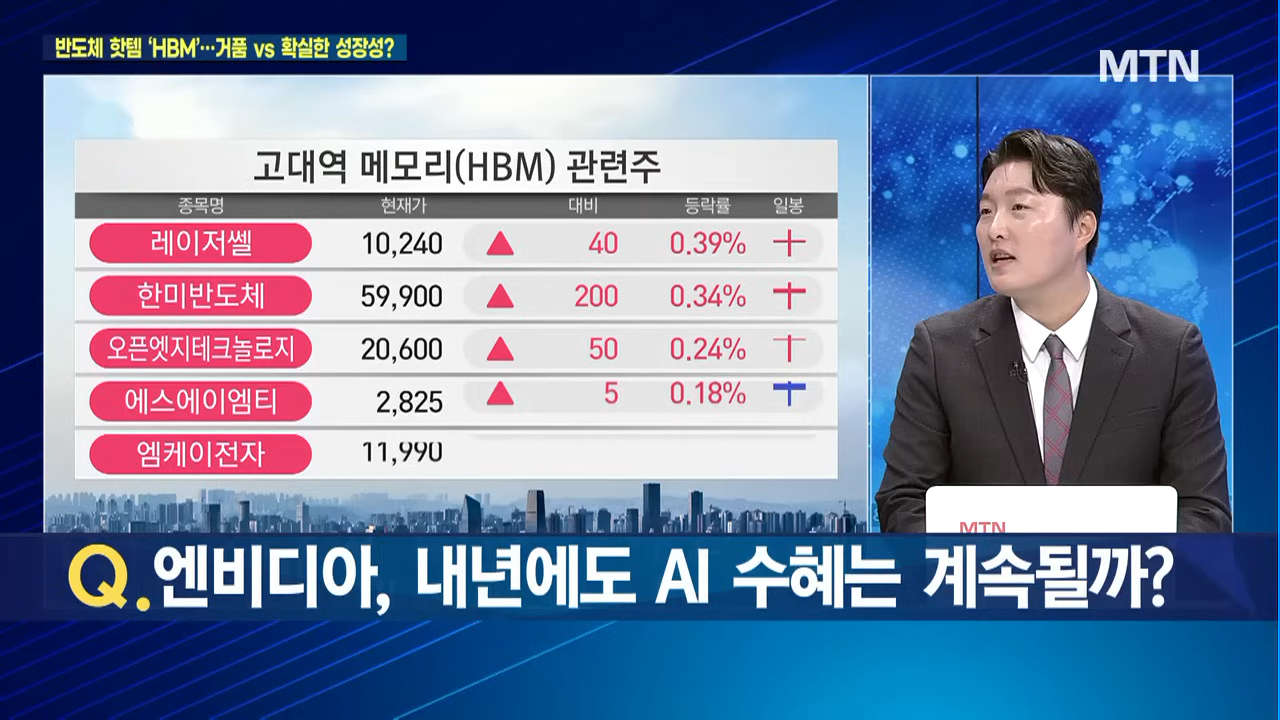 반도체 핫템 ‘HBM’…거품 vs 확실한 성장성?
MTN
고대역 메모리(HBM) 관련주
종목명 현재가 대비 등락률 일봉
레이저쎌 10,240 ▲ 40 0.39%
한미반도체 59,900 ▲ 200 0.34%
오픈엣지테크놀로지 20,600 ▲ 50 0.24%
에스에이엠티 2,825 ▲ 5 0.18%
엠케이전자 11,990
MTN
Q. 엔비디아, 내년에도 AI 수혜는 계속될까?